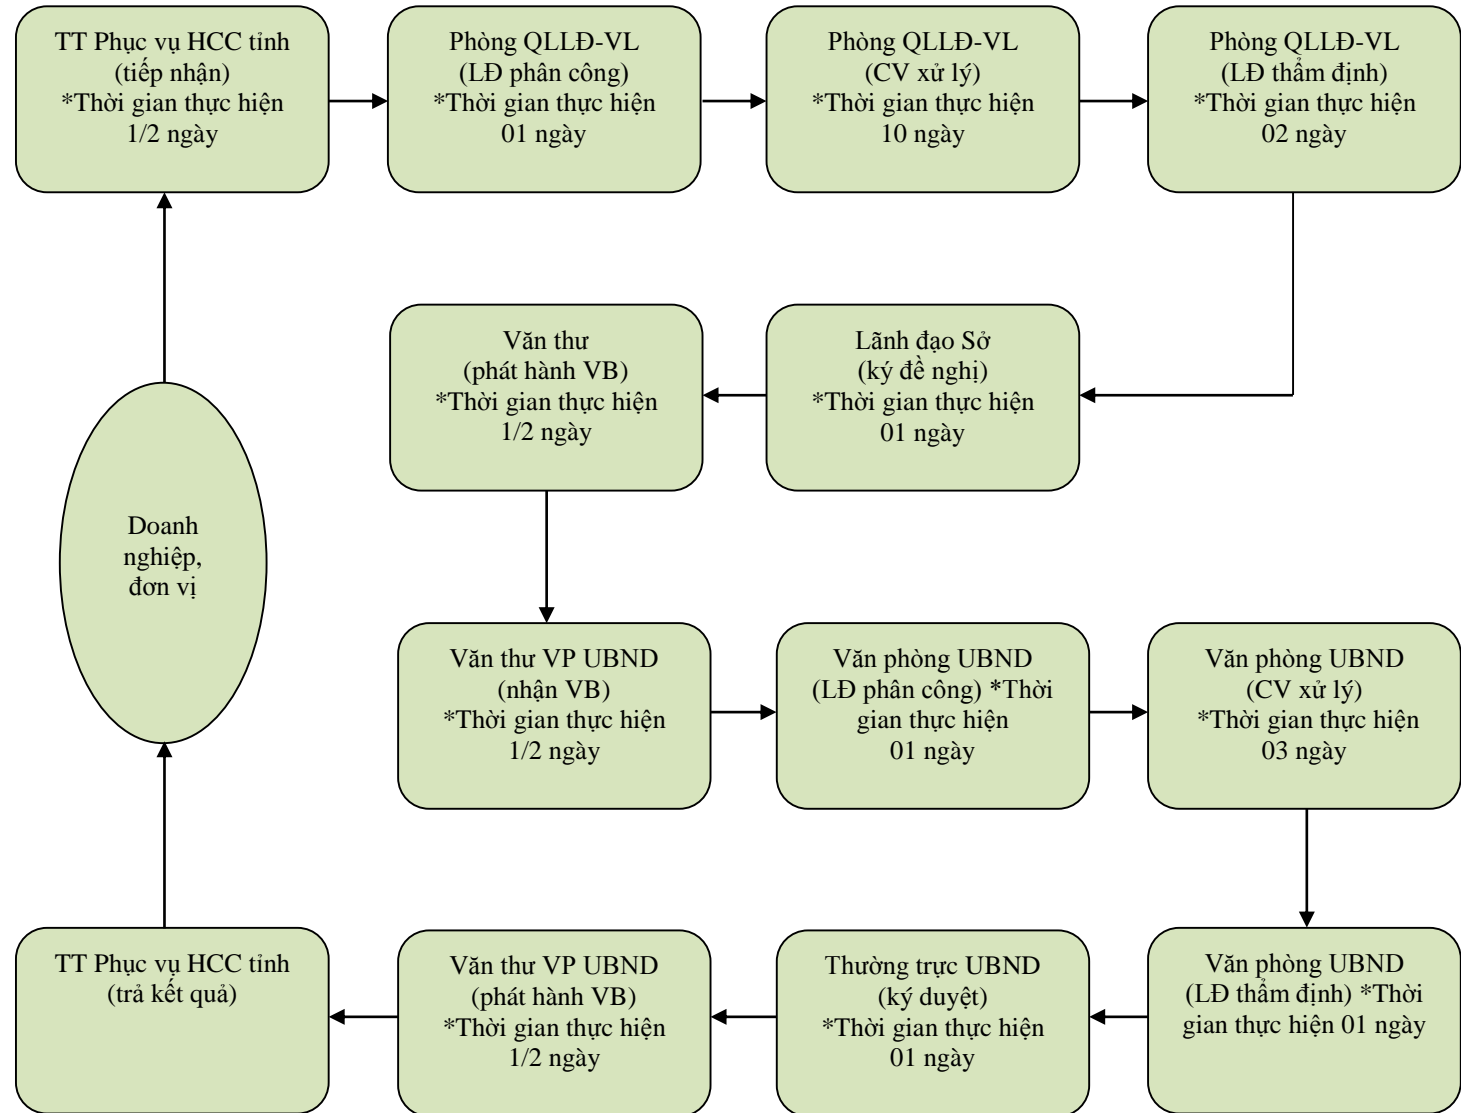 TT Phục vụ HCC tỉnh
(tiếp nhận)
*Thời gian thực hiện
1/2 ngày
Phòng QLLĐ-VL
(LĐ phân công)
*Thời gian thực hiện
01 ngày
Phòng QLLĐ-VL
(CV xử lý)
*Thời gian thực hiện
10 ngày
Phòng QLLĐ-VL
(LĐ thẩm định)
*Thời gian thực hiện
02 ngày
Văn thư
(phát hành VB)
*Thời gian thực hiện
1/2 ngày
Lãnh đạo Sở
(ký đề nghị)
*Thời gian thực hiện
01 ngày
Doanh
nghiệp,
đơn vị
Văn thư VP UBND
(nhận VB)
*Thời gian thực hiện
1/2 ngày
Văn phòng UBND
(LĐ phân công) *Thời
gian thực hiện
01 ngày
Văn phòng UBND
(CV xử lý)
*Thời gian thực hiện
03 ngày
TT Phục vụ HCC tỉnh
(trả kết quả)
Văn thư VP UBND
(phát hành VB)
*Thời gian thực hiện
1/2 ngày
Thường trực UBND
(ký duyệt)
*Thời gian thực hiện
01 ngày
Văn phòng UBND
(LĐ thẩm định) *Thời
gian thực hiện 01 ngày